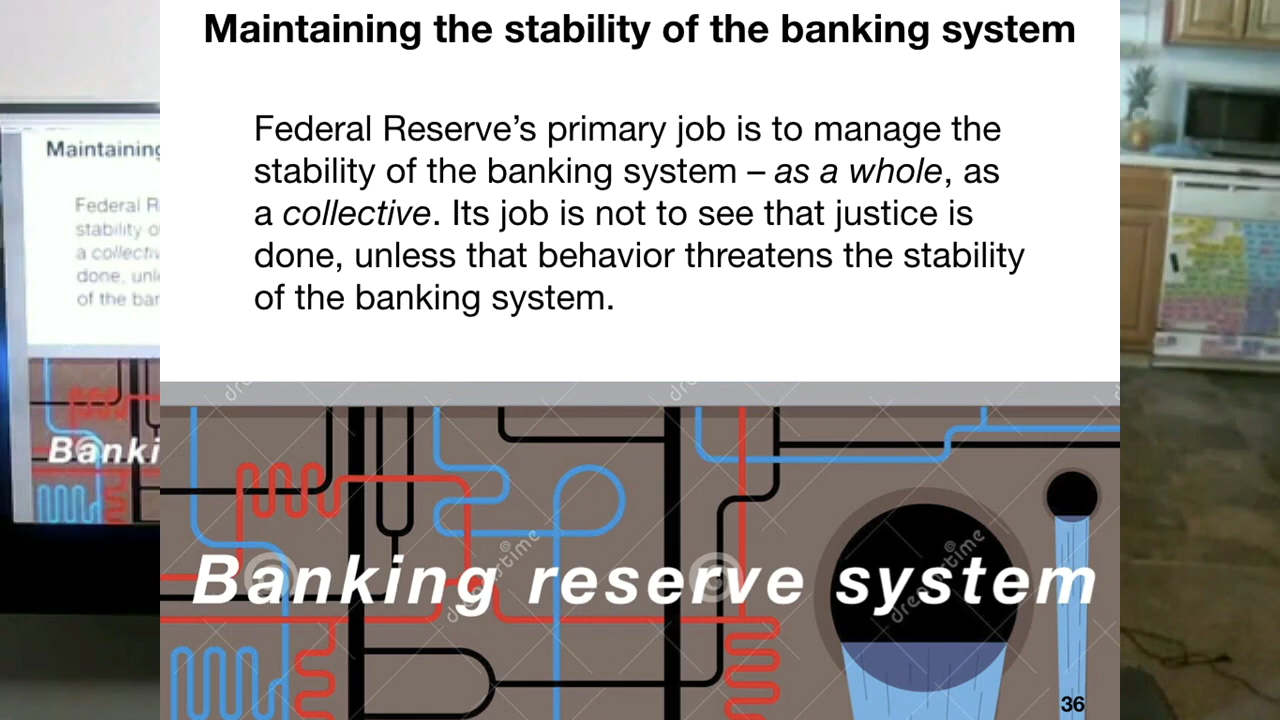 Maintaining the stability of the banking system
Federal Reserve’s primary job is to manage the
stability of the banking system – as a whole, as
a collective. Its job is not to see that justice is
done, unless that behavior threatens the stability
of the banking system.
Banking reserve system
36
Maintaining
Federal R
stability o
a collectiv
done, unl
of the bar
Banki